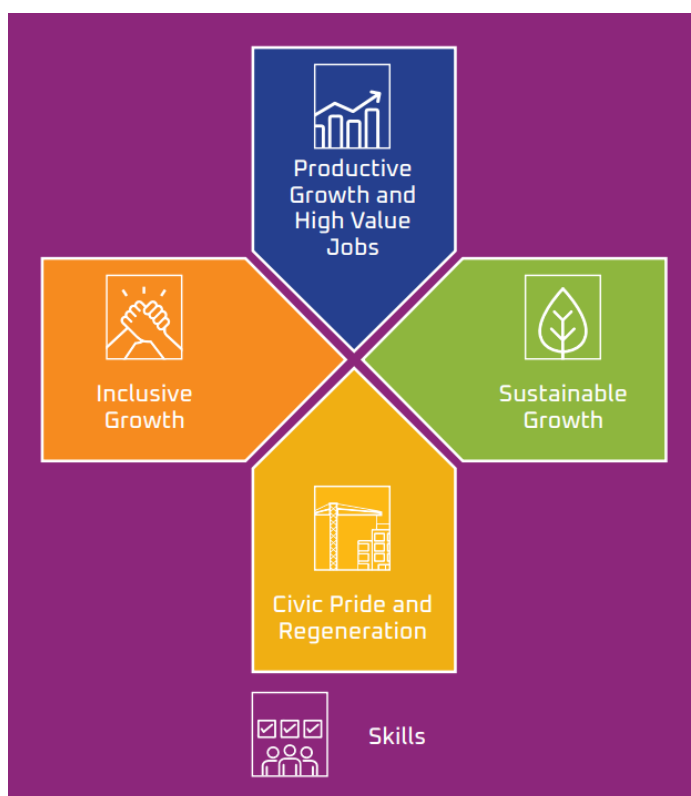 Productive
Growth and
High Value
Jobs
Inclusive
Growth
Sustainable
Growth
Civic Pride and
Regeneration
Skills